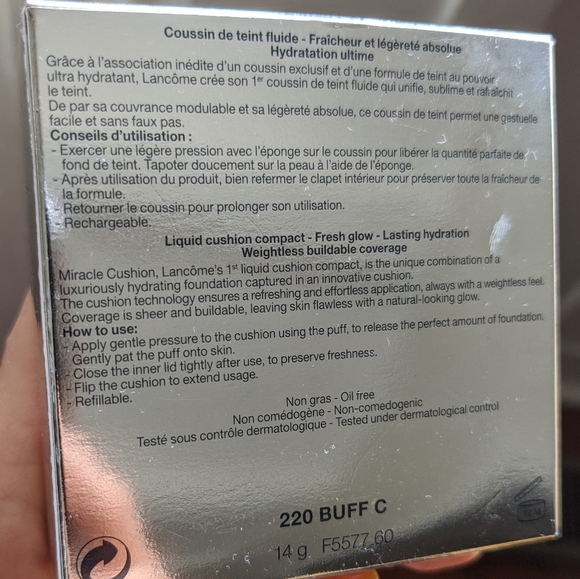 Coussin de teint fluide - Fraîcheur et légèreté absolue
Hydratation ultime
Grâce à l'association inédite d'un coussin exclusif et d'une formule de teint au pouvoir
ultra hydratant, Lancôme crée son 1er coussin de teint fluide qui unifie, sublime et rafraîchit
le teint.
De par sa couvrance modulable et sa légèreté absolue, ce coussin de teint permet une gestuelle
facile et sans faux pas.
Conseils d'utilisation :
- Exercer une légère pression avec l'éponge sur le coussin pour libérer la quantité parfaite de
fond de teint. Tapoter doucement sur la peau à l'aide de l'éponge.
- Après utilisation du produit, bien refermer le clapet intérieur pour préserver toute la fraîcheur de
la formule.
- Retourner le coussin pour prolonger son utilisation.
- Rechargeable.
Liquid cushion compact - Fresh glow - Lasting hydration
Weightless buildable coverage
Miracle Cushion, Lancôme's 1st liquid cushion compact, is the unique combination of a
luxuriously hydrating foundation captured in an innovative cushion.
The cushion technology ensures a refreshing and effortless application, always with a weightless feel.
Coverage is sheer and buildable, leaving skin flawless with a natural-looking glow.
How to use:
- Apply gentle pressure to the cushion using the puff, to release the perfect amount of foundation.
Gently pat the puff onto skin.
- Close the inner lid tightly after use, to preserve freshness.
- Flip the cushion to extend usage.
- Refillable.
Non gras - Oil free
Non comédogène - Non-comedogenic
Testé sous contrôle dermatologique - Tested under dermatological control
220 BUFF C
14 g F5577 60